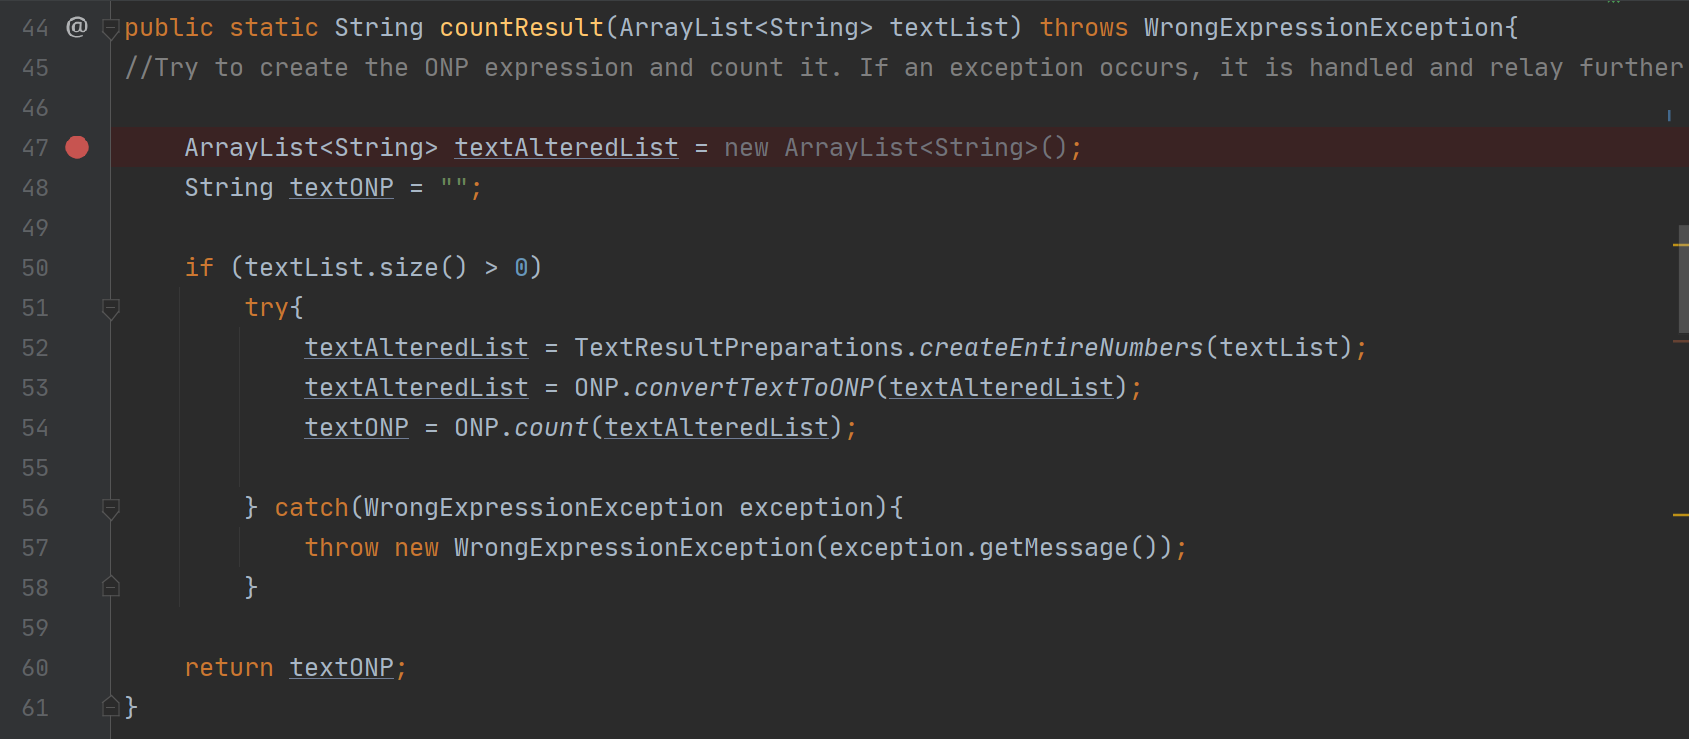 44 @ public static String countResult(ArrayList<String> textList) throws WrongExpressionException{
45 //Try to create the ONP expression and count it. If an exception occurs, it is handled and relay further
46
47 ArrayList<String> textAlteredList = new ArrayList<String>();
48 String textONP = "";
49
50 if (textList.size() > 0)
51 try{
52 textAlteredList = TextResultPreparations.createEntireNumbers(textList);
53 textAlteredList = ONP.convertTextToONP(textAlteredList);
54 textONP = ONP.count(textAlteredList);
55
56 } catch(WrongExpressionException exception){
57 throw new WrongExpressionException(exception.getMessage());
58 }
59
60 return textONP;
61 }